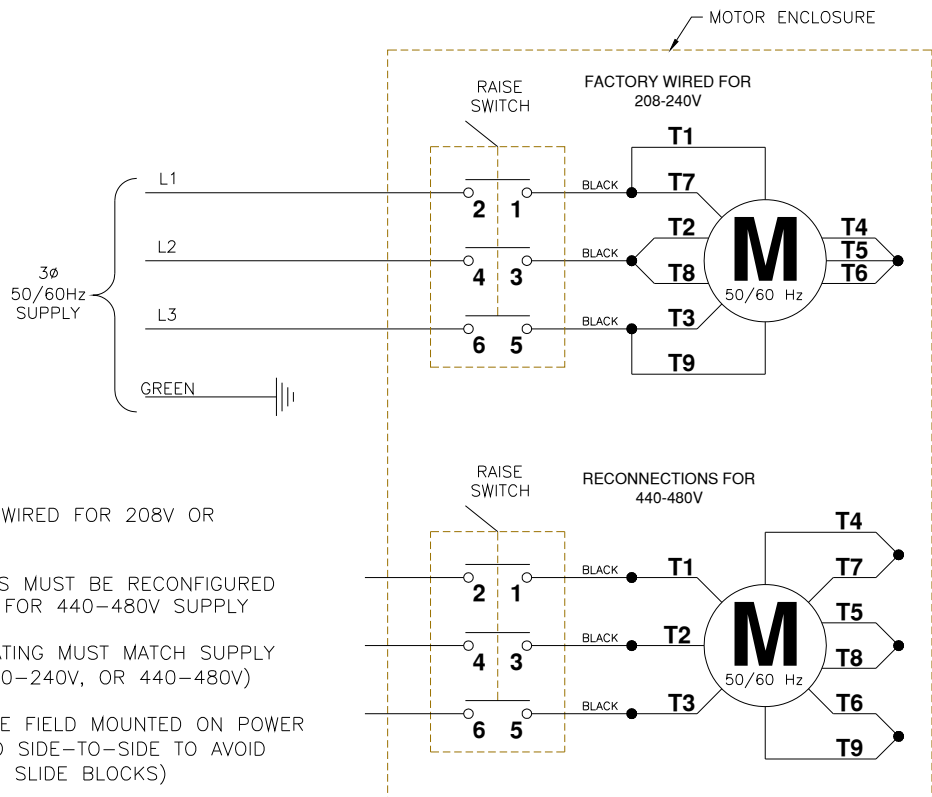 MOTOR ENCLOSURE
RAISE
SWITCH
FACTORY WIRED FOR
208-240V
T1
L1
BLACK
T7
2 1
T2
L2
BLACK
4 3
T8
M
50/60 Hz
T4
T5
T6
3ø
50/60Hz
SUPPLY
L3
BLACK
T3
6 5
T9
GREEN
RAISE
SWITCH
RECONNECTIONS FOR
440-480V
WIRED FOR 208V OR
S MUST BE RECONFIGURED
FOR 440-480V SUPPLY
ATING MUST MATCH SUPPLY
0-240V, OR 440-480V)
E FIELD MOUNTED ON POWER
O SIDE-TO-SIDE TO AVOID
SLIDE BLOCKS)
BLACK
T1
2 1
BLACK
T2
4 3
BLACK
T3
6 5
M
50/60 Hz
T4
T7
T5
T8
T6
T9